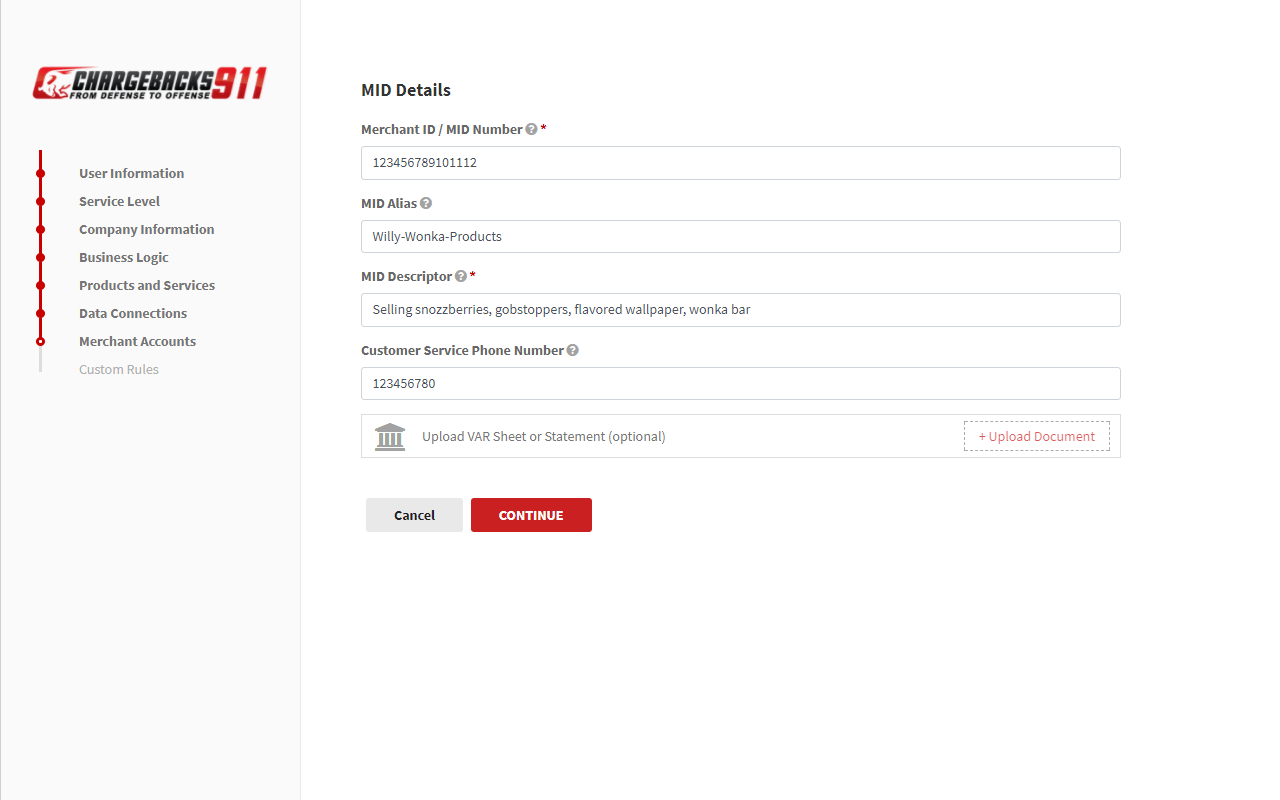 CHARGEBACKS911
FROM DEFENSE TO OFFENSE
User Information
Service Level
Company Information
Business Logic
Products and Services
Data Connections
Merchant Accounts
Custom Rules
MID Details
Merchant ID / MID Number ? *
123456789101112
MID Alias ?
Willy-Wonka-Products
MID Descriptor ? *
Selling snozzberries, gobstoppers, flavored wallpaper, wonka bar
Customer Service Phone Number ?
123456780
Upload VAR Sheet or Statement (optional)
+ Upload Document
Cancel
CONTINUE